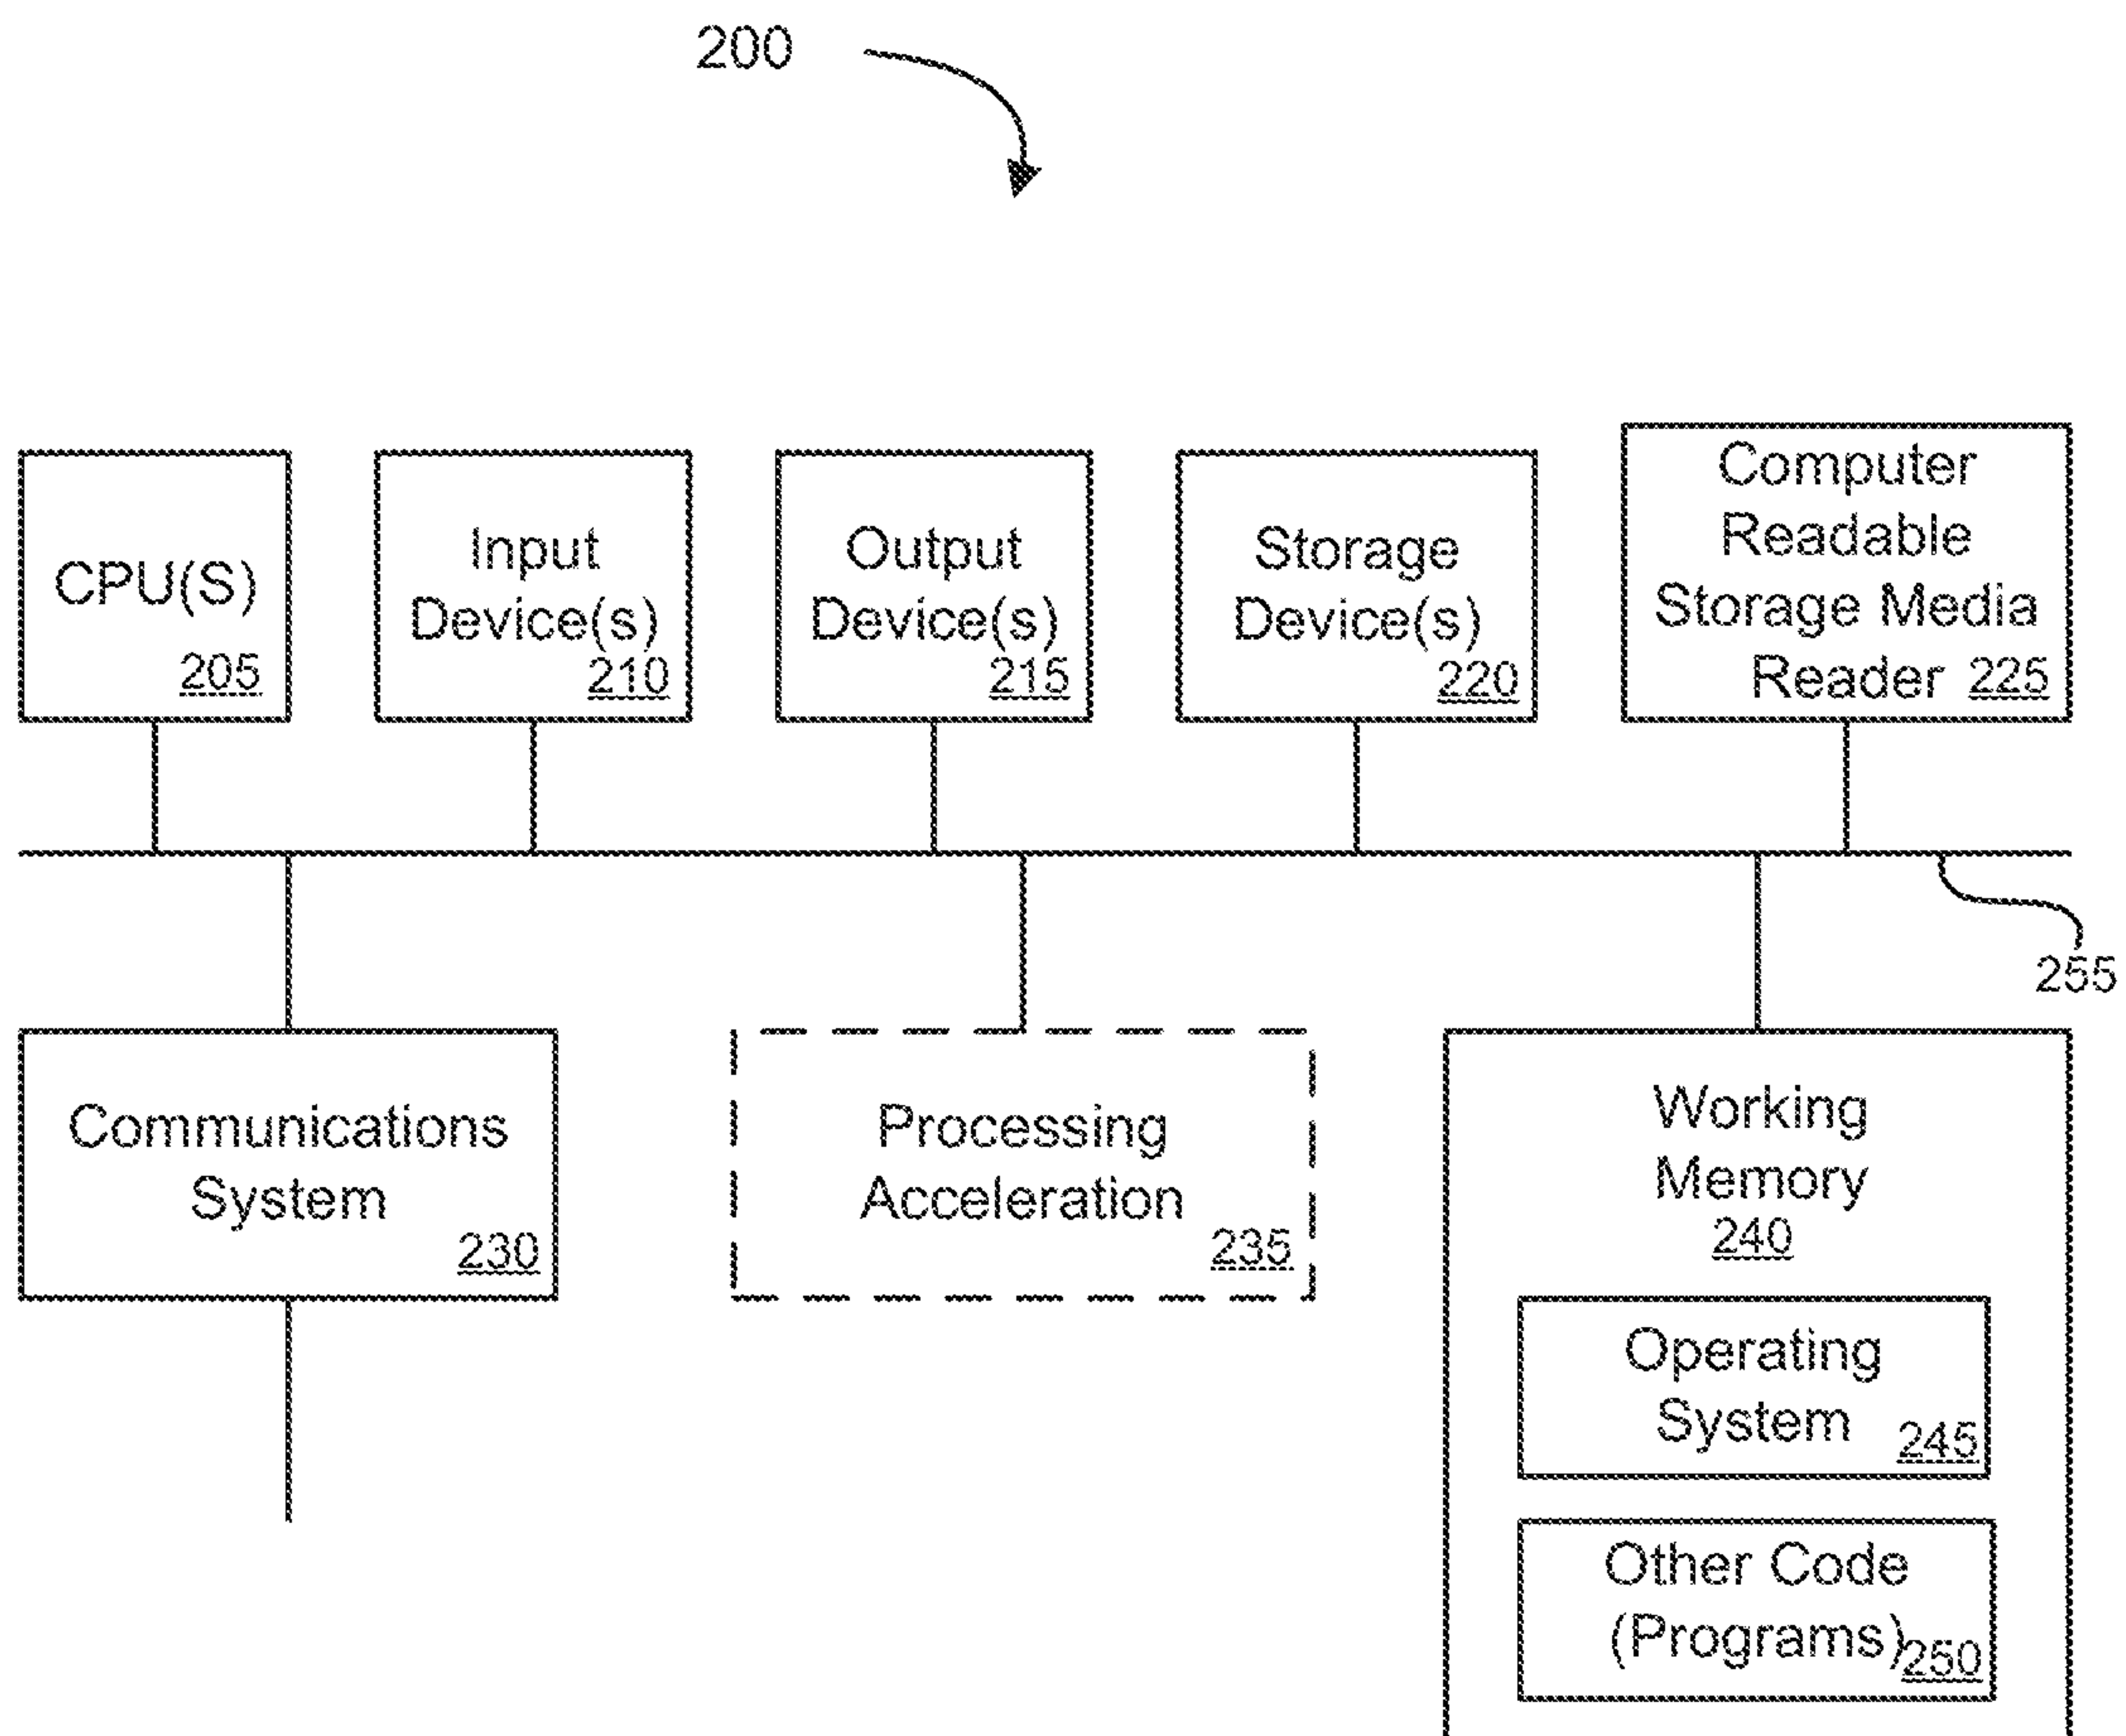 200
CPU(S)
205
Input
Device(s)
210
Output
Device(s)
215
Storage
Device(s)
220
Computer
Readable
Storage Media
Reader 225
255
Communications
System
230
Processing
Acceleration
235
Working
Memory
240
Operating
System
245
Other Code
(Programs)
250